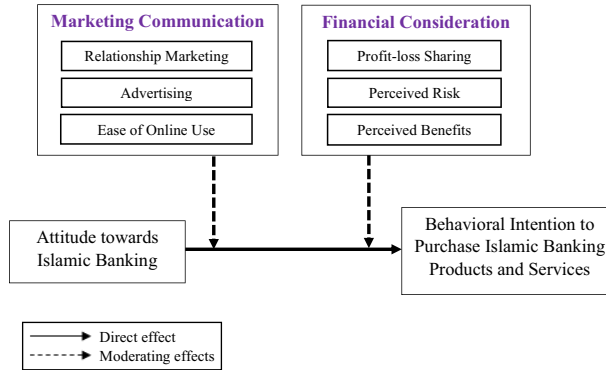 Marketing Communication
Relationship Marketing
Advertising
Ease of Online Use
Financial Consideration
Profit-loss Sharing
Perceived Risk
Perceived Benefits
Attitude towards
Islamic Banking
Behavioral Intention to
Purchase Islamic Banking
Products and Services
Direct effect
Moderating effects